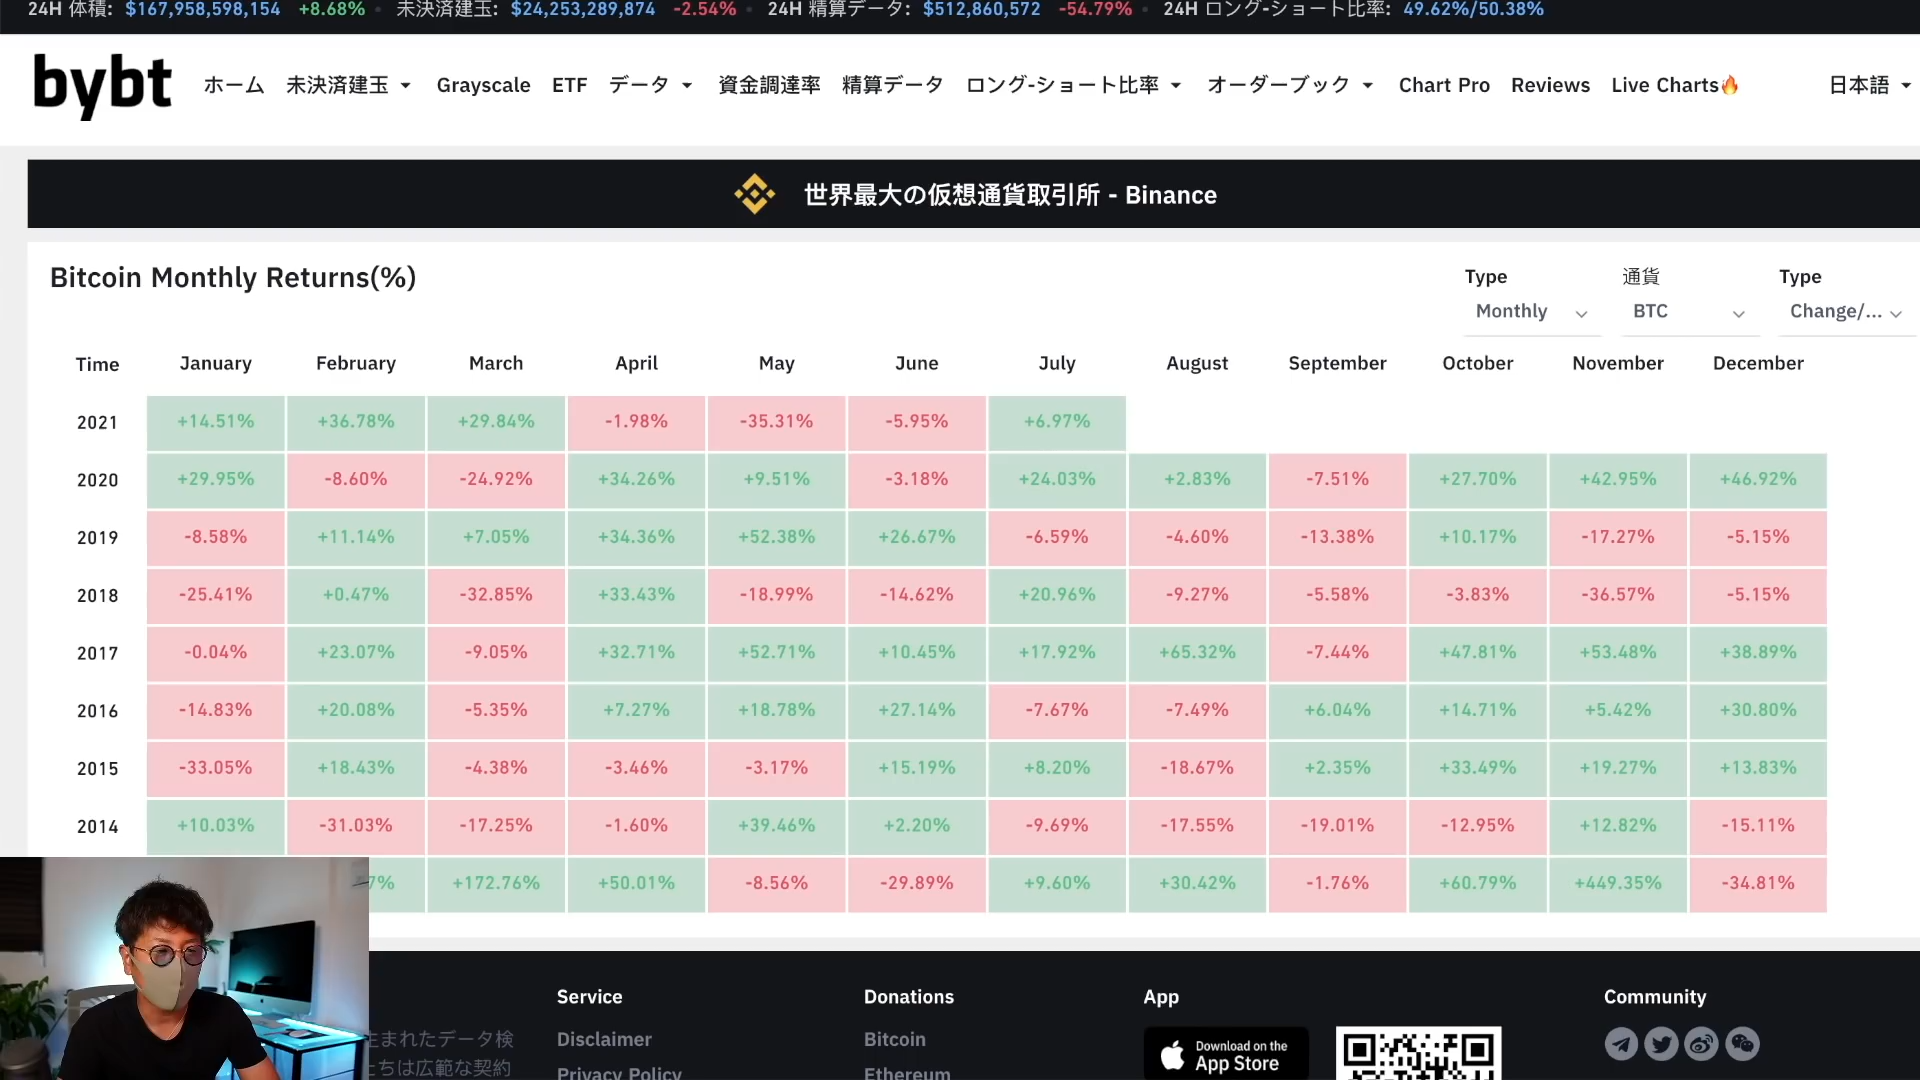 24H 体積: $167,958,598,154 +8.68% 未決済建玉: $24,253,289,874 -2.54% 24H 精算データ: $512,860,572 -54.79% 24H ロング-ショート比率: 49.62%/50.38%
bybt ホーム 未決済建玉 Grayscale ETF データ 資金調達率 精算データ ロング-ショート比率 オーダーブック Chart Pro Reviews Live Charts🔥 日本語
世界最大の仮想通貨取引所 - Binance
Bitcoin Monthly Returns(%)
Type 通貨 Type
Monthly BTC Change/...
Time January February March April May June July August September October November December
2021 +14.51% +36.78% +29.84% -1.98% -35.31% -5.95% +6.97%
2020 +29.95% -8.60% -24.92% +34.26% +9.51% -3.18% +24.03% +2.83% -7.51% +27.70% +42.95% +46.92%
2019 -8.58% +11.14% +7.05% +34.36% +52.38% +26.67% -6.59% -4.60% -13.38% +10.17% -17.27% -5.15%
2018 -25.41% +0.47% -32.85% +33.43% -18.99% -14.62% +20.96% -9.27% -5.58% -3.83% -36.57% -5.15%
2017 -0.04% +23.07% -9.05% +32.71% +52.71% +10.45% +17.92% +65.32% -7.44% +47.81% +53.48% +38.89%
2016 -14.83% +20.08% -5.35% +7.27% +18.78% +27.14% -7.67% -7.49% +6.04% +14.71% +5.42% +30.80%
2015 -33.05% +18.43% -4.38% -3.46% -3.17% +15.19% +8.20% -18.67% +2.35% +33.49% +19.27% +13.83%
2014 +10.03% -31.03% -17.25% -1.60% +39.46% +2.20% -9.69% -17.55% -19.01% -12.95% +12.82% -15.11%
7% +172.76% +50.01% -8.56% -29.89% +9.60% +30.42% -1.76% +60.79% +449.35% -34.81%
Service Donations App Community
まれたデータ検 Disclaimer Bitcoin Download on the
App Store
ちは広範な契約 Privacy Policy Ethereum